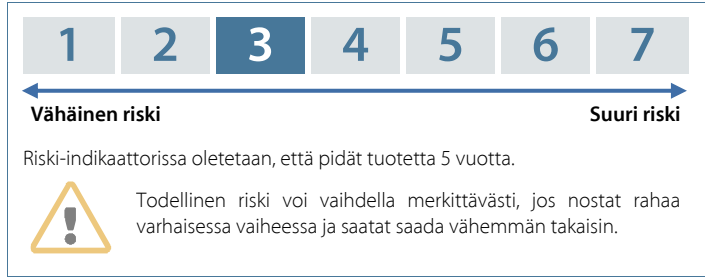 1 2 3 4 5 6 7
Vähäinen riski Suuri riski
Riski-indikaattorissa oletetaan, että pidät tuotetta 5 vuotta.
Todellinen riski voi vaihdella merkittävästi, jos nostat rahaa
varhaisessa vaiheessa ja saatat saada vähemmän takaisin.